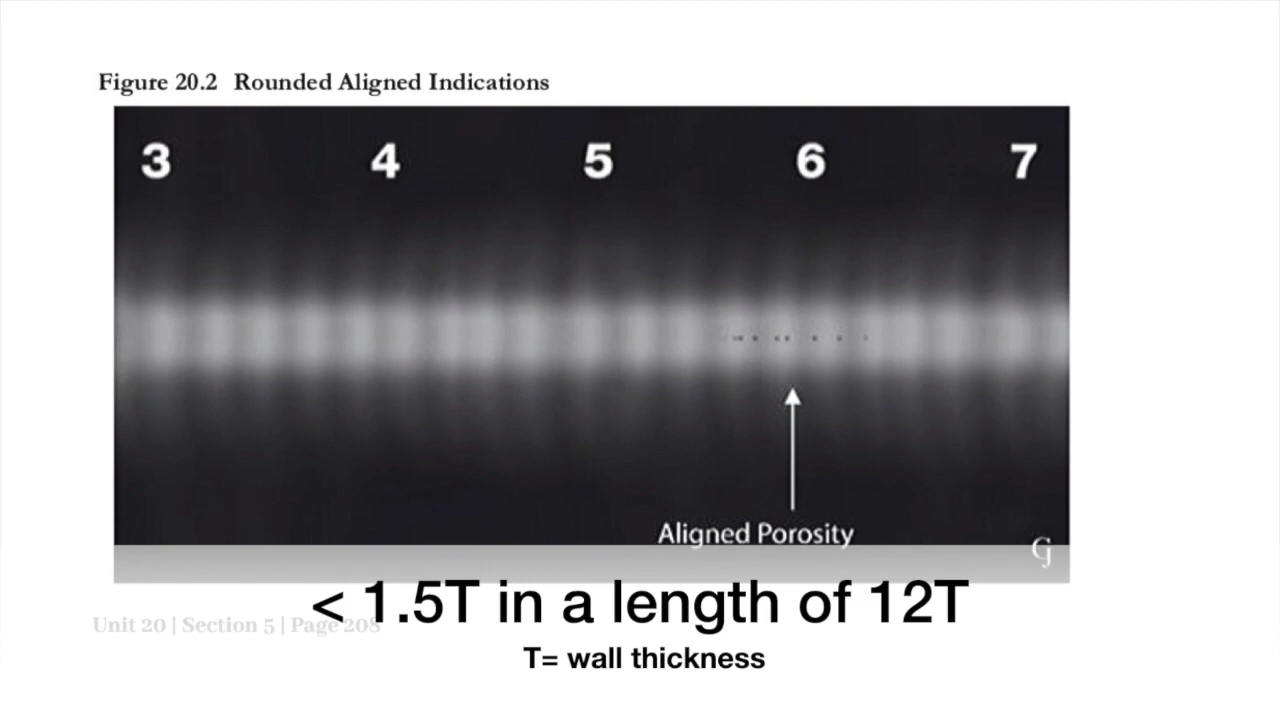 Figure 20.2 Rounded Aligned Indications
3 4 5 6 7
Aligned Porosity
G
< 1.5T in a length of 12T
Unit 20 | Section 5 | Page 208
T= wall thickness